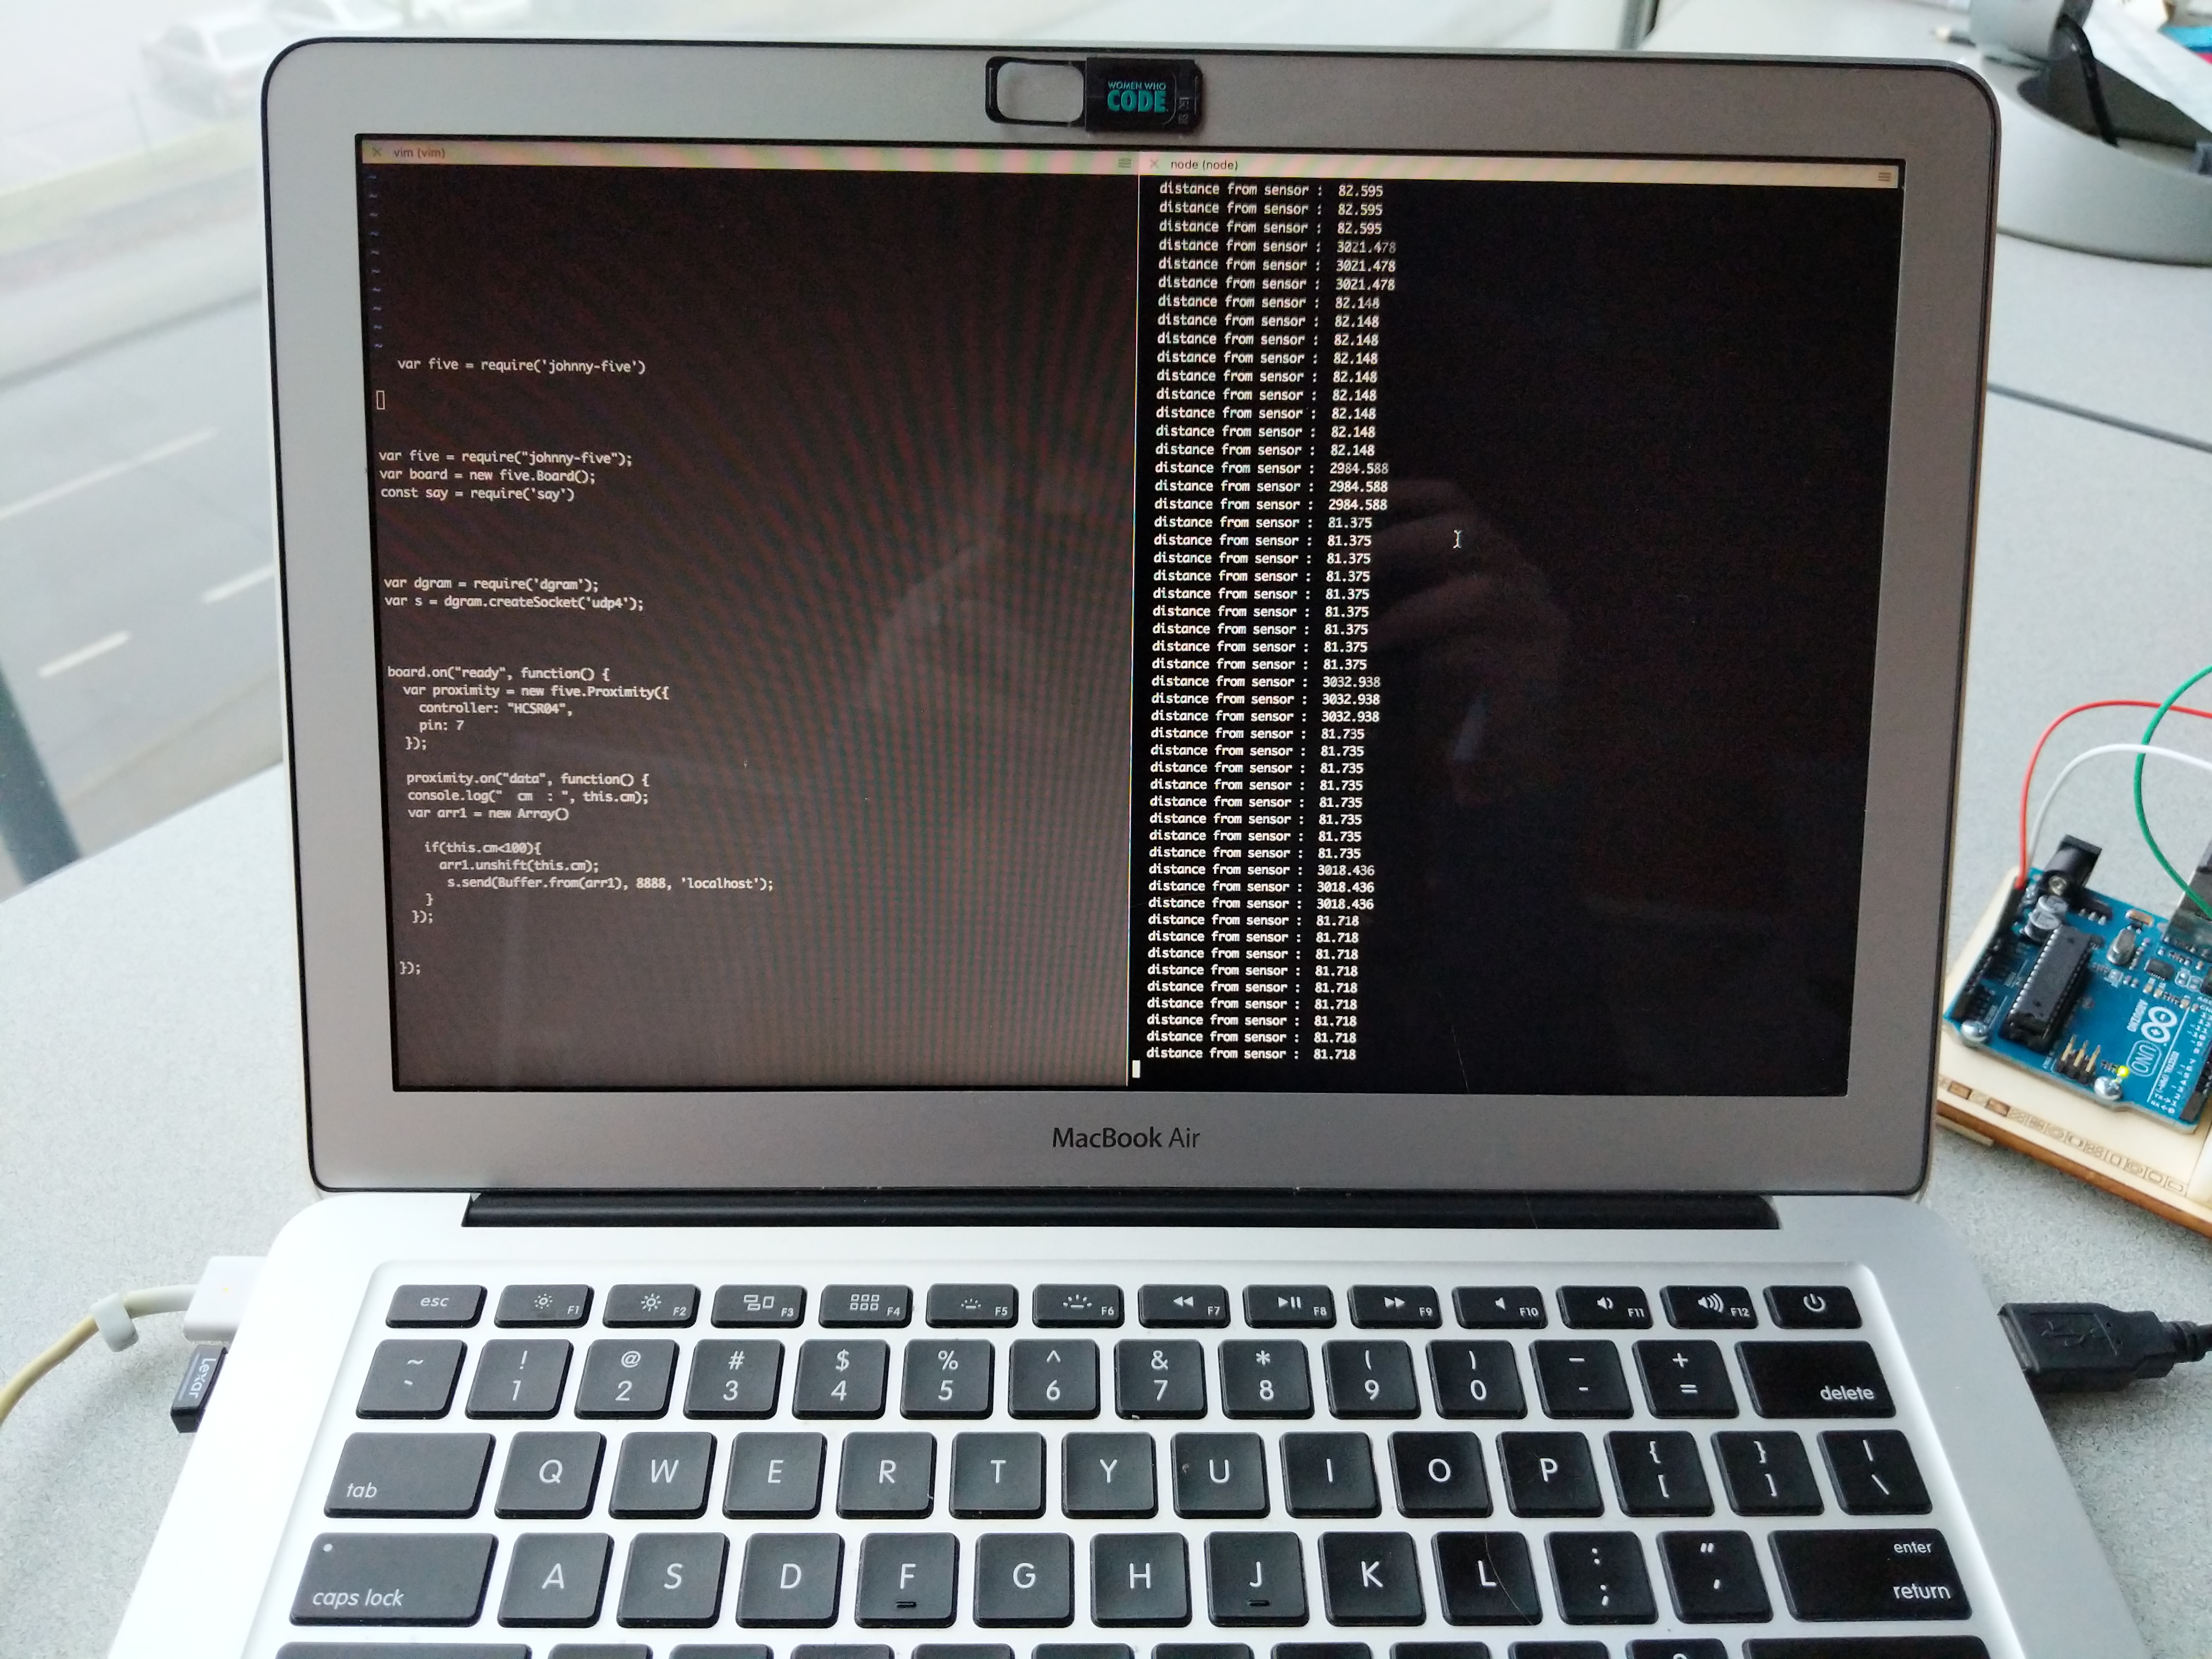 WOMEN WHO
CODE
vim (vim)
var five = require('johnny-five')
var five = require("johnny-five");
var board = new five.Board();
const say = require('say')
var dgram = require('dgram');
var s = dgram.createSocket('udp4');
board.on("ready", function() {
var proximity = new five.Proximity({
controller: "HCSR04",
pin: 7
});
proximity.on("data", function() {
console.log("  cm  : ", this.cm);
var arr1 = new Array()
if(this.cm<100){
arr1.unshift(this.cm);
s.send(Buffer.from(arr1), 8888, 'localhost');
}
});
});
node (node)
distance from sensor :  82.595
distance from sensor :  82.595
distance from sensor :  82.595
distance from sensor :  3021.478
distance from sensor :  3021.478
distance from sensor :  3021.478
distance from sensor :  82.148
distance from sensor :  82.148
distance from sensor :  82.148
distance from sensor :  82.148
distance from sensor :  82.148
distance from sensor :  82.148
distance from sensor :  82.148
distance from sensor :  82.148
distance from sensor :  82.148
distance from sensor :  2984.588
distance from sensor :  2984.588
distance from sensor :  2984.588
distance from sensor :  81.375
distance from sensor :  81.375
distance from sensor :  81.375
distance from sensor :  81.375
distance from sensor :  81.375
distance from sensor :  81.375
distance from sensor :  81.375
distance from sensor :  81.375
distance from sensor :  81.375
distance from sensor :  3032.938
distance from sensor :  3032.938
distance from sensor :  3032.938
distance from sensor :  81.735
distance from sensor :  81.735
distance from sensor :  81.735
distance from sensor :  81.735
distance from sensor :  81.735
distance from sensor :  81.735
distance from sensor :  81.735
distance from sensor :  81.735
distance from sensor :  3018.436
distance from sensor :  3018.436
distance from sensor :  3018.436
distance from sensor :  81.718
distance from sensor :  81.718
distance from sensor :  81.718
distance from sensor :  81.718
distance from sensor :  81.718
distance from sensor :  81.718
distance from sensor :  81.718
distance from sensor :  81.718
distance from sensor :  81.718
MacBook Air
ARDUINO
UNO
Lexar
esc F1 F2 F3 F4 F5 F6 F7 F8 F9 F10 F11 F12
~ ! @ # $ % ^ & * ( ) _ +
` 1 2 3 4 5 6 7 8 9 0 - = delete
tab Q W E R T Y U I O P { [ } ] | \
caps lock A S D F G H J K L : ; " ' enter return